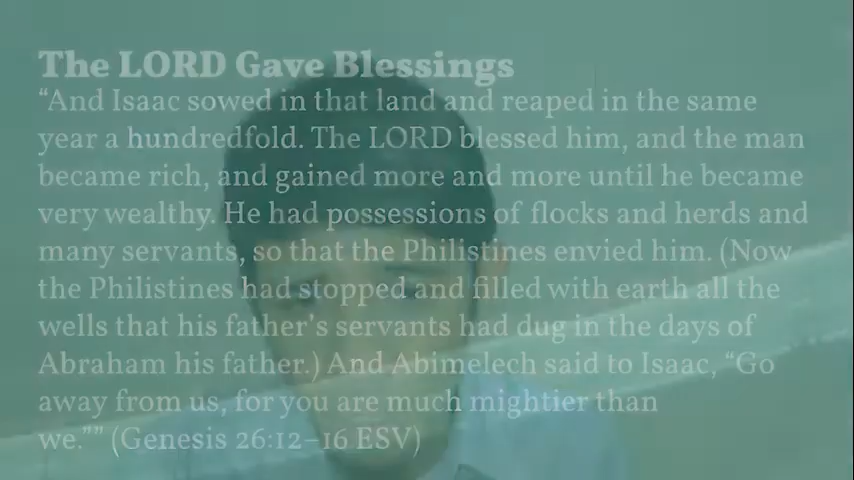 The LORD Gave Blessings
“And Isaac sowed in that land and reaped in the same
year a hundredfold. The LORD blessed him, and the man
became rich, and gained more and more until he became
very wealthy. He had possessions of flocks and herds and
many servants, so that the Philistines envied him. (Now
the Philistines had stopped and filled with earth all the
wells that his father’s servants had dug in the days of
Abraham his father.) And Abimelech said to Isaac, “Go
away from us, for you are much mightier than
we.”” (Genesis 26:12–16 ESV)